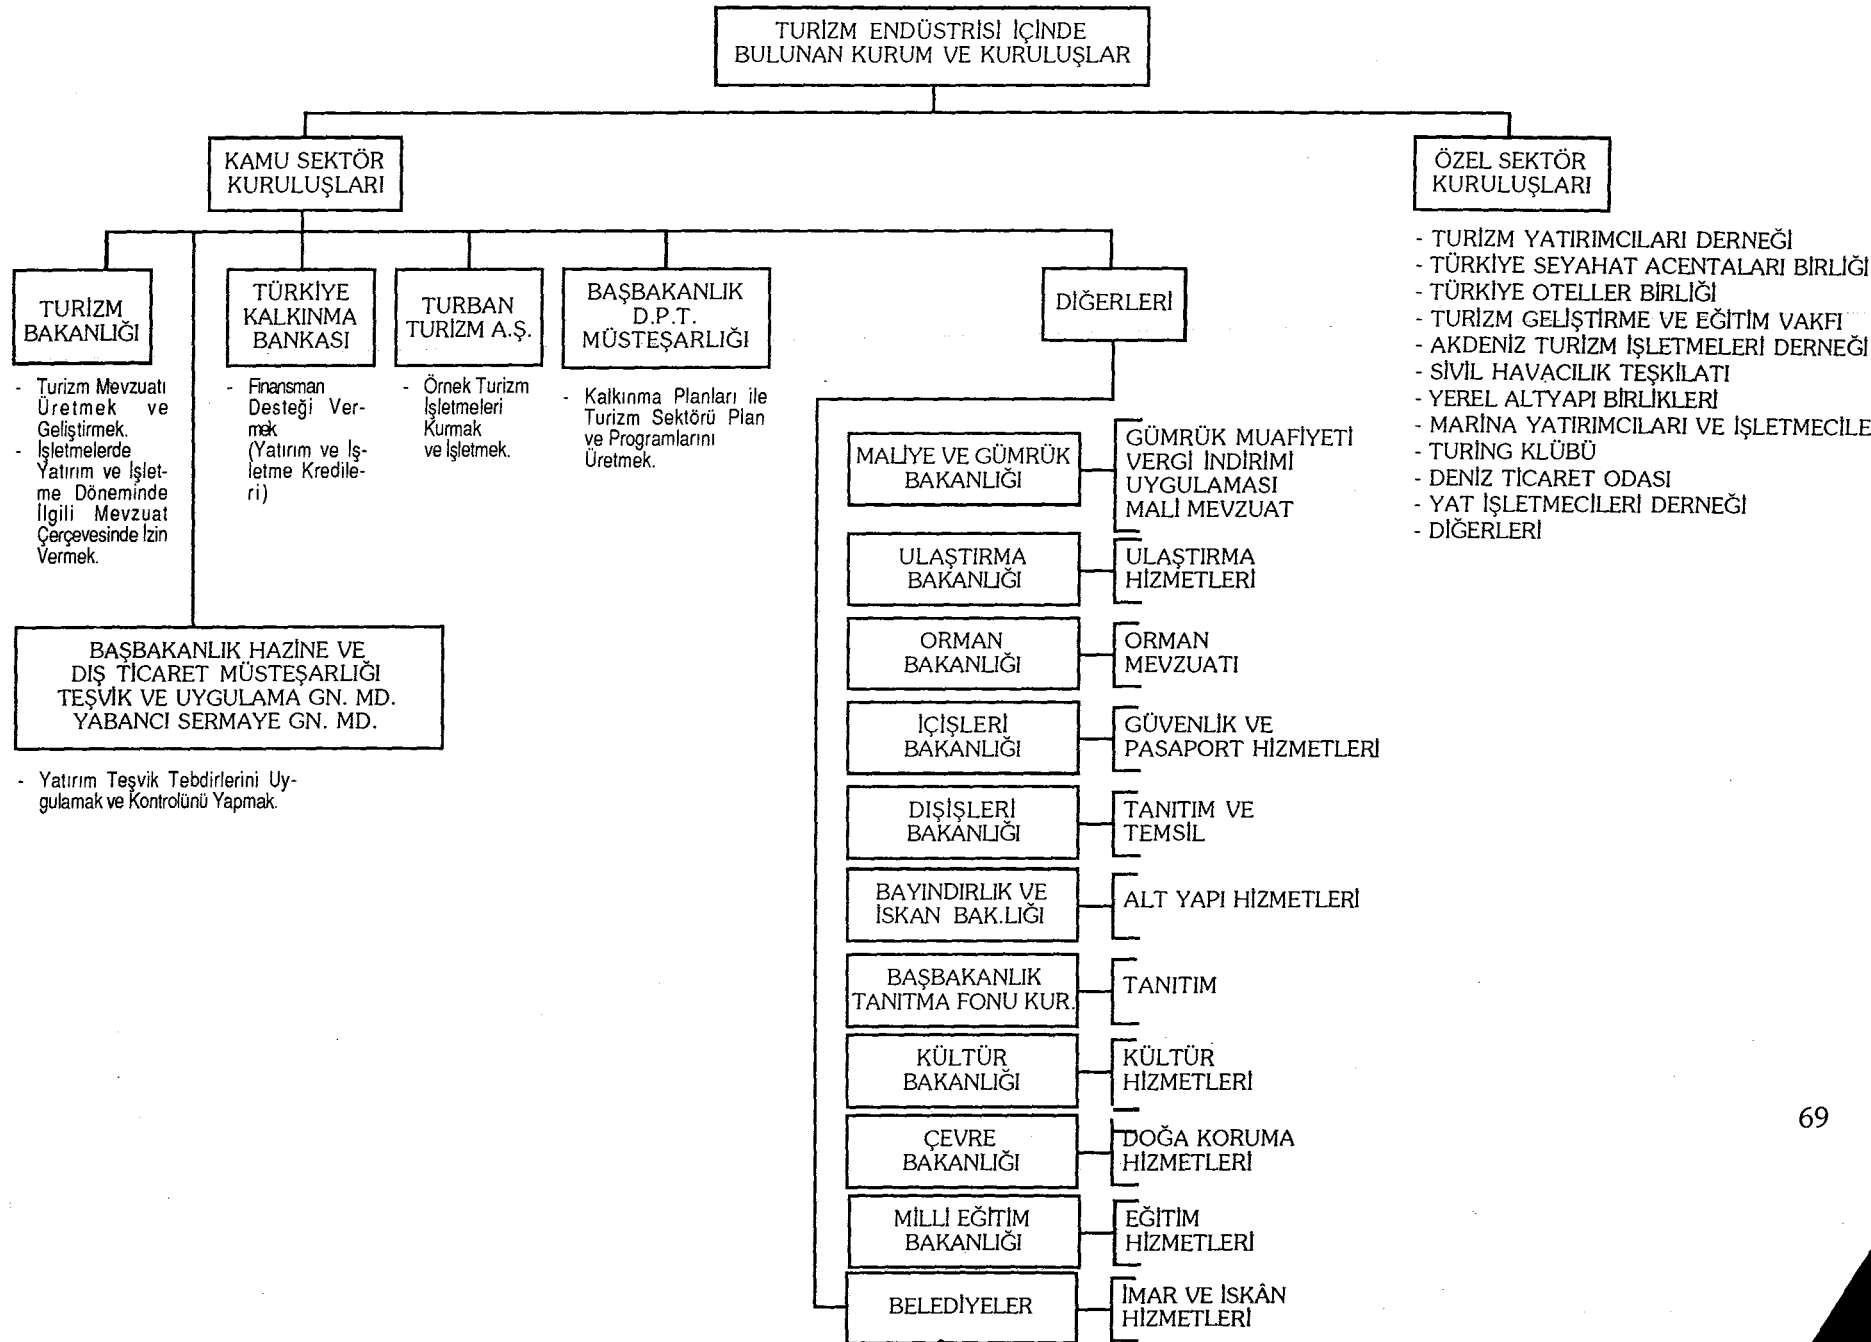 TURİZM ENDÜSTRİSİ İÇİNDE
BULUNAN KURUM VE KURULUŞLAR
KAMU SEKTÖR
KURULUŞLARI
TURİZM
BAKANLIĞI
- Turizm Mevzuatı
Üretmek ve
Geliştirmek.
- İşletmelerde
Yatırım ve İşlet-
me Döneminde
İlgili Mevzuat
Çerçevesinde İzin
Vermek.
BAŞBAKANLIK HAZİNE VE
DIŞ TİCARET MÜSTEŞARLIĞI
TEŞVİK VE UYGULAMA GN. MD.
YABANCI SERMAYE GN. MD.
- Yatırım Teşvik Tebdirlerini Uy-
gulamak ve Kontrolünü Yapmak.
TÜRKİYE
KALKINMA
BANKASI
- Finansman
Desteği Ver-
mek
(Yatırım ve İş-
letme Kredile-
ri)
TURBAN
TURİZM A.Ş.
- Örnek Turizm
İşletmeleri
Kurmak
ve İşletmek.
BAŞBAKANLIK
D.P.T.
MÜSTEŞARLIĞI
- Kalkınma Planları ile
Turizm Sektörü Plan
ve Programlarını
Üretmek.
DİĞERLERİ
MALİYE VE GÜMRÜK
BAKANLIĞI
GÜMRÜK MUAFİYETİ
VERGİ İNDİRİMİ
UYGULAMASI
MALİ MEVZUAT
ULAŞTIRMA
BAKANLIĞI
ULAŞTIRMA
HİZMETLERİ
ORMAN
BAKANLIĞI
ORMAN
MEVZUATI
İÇİŞLERİ
BAKANLIĞI
GÜVENLİK VE
PASAPORT HİZMETLERİ
DIŞİŞLERİ
BAKANLIĞI
TANITIM VE
TEMSİL
BAYINDIRLIK VE
İSKAN BAK.LIĞI
ALT YAPI HİZMETLERİ
BAŞBAKANLIK
TANITMA FONU KUR.
TANITIM
KÜLTÜR
BAKANLIĞI
KÜLTÜR
HİZMETLERİ
ÇEVRE
BAKANLIĞI
DOĞA KORUMA
HİZMETLERİ
MİLLİ EĞİTİM
BAKANLIĞI
EĞİTİM
HİZMETLERİ
BELEDİYELER
İMAR VE İSKÂN
HİZMETLERİ
ÖZEL SEKTÖR
KURULUŞLARI
- TURİZM YATIRIMCILARI DERNEĞİ
- TÜRKİYE SEYAHAT ACENTALARI BİRLİĞİ
- TÜRKİYE OTELLER BİRLİĞİ
- TURİZM GELİŞTİRME VE EĞİTİM VAKFI
- AKDENİZ TURİZM İŞLETMELERİ DERNEĞİ
- SİVİL HAVACILIK TEŞKİLATI
- YEREL ALTYAPI BİRLİKLERİ
- MARİNA YATIRIMCILARI VE İŞLETMECİLE
- TURİNG KLÜBÜ
- DENİZ TİCARET ODASI
- YAT İŞLETMECİLERİ DERNEĞİ
- DİĞERLERİ
69